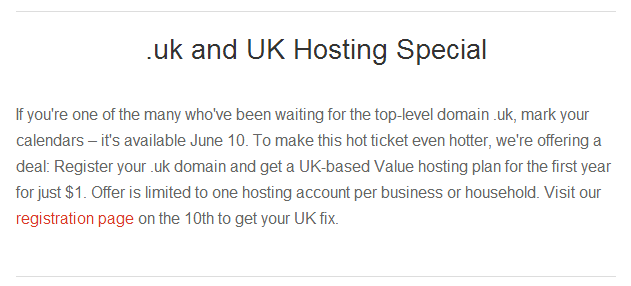 .uk and UK Hosting Special
If you're one of the many who've been waiting for the top-level domain .uk, mark your
calendars – it's available June 10. To make this hot ticket even hotter, we're offering a
deal: Register your .uk domain and get a UK-based Value hosting plan for the first year
for just $1. Offer is limited to one hosting account per business or household. Visit our
registration page on the 10th to get your UK fix.